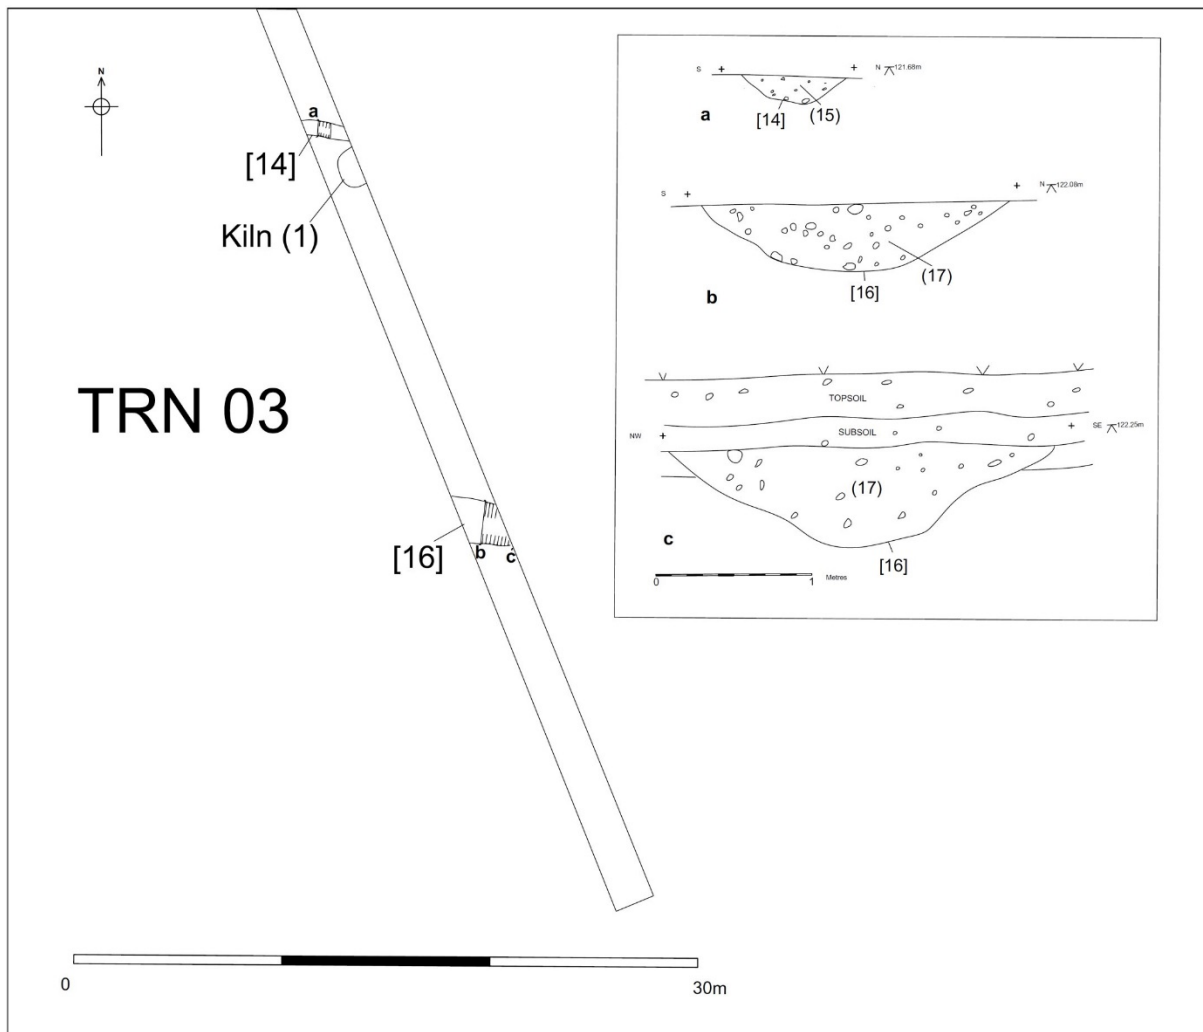 N
a
[14]
Kiln (1)
TRN 03
[16]
b
c
0
30m
S
N
121.68m
[14]
(15)
a
S
N
122.08m
(17)
[16]
b
TOPSOIL
SUBSOIL
NW
SE
122.25m
(17)
c
[16]
0
1
Metres